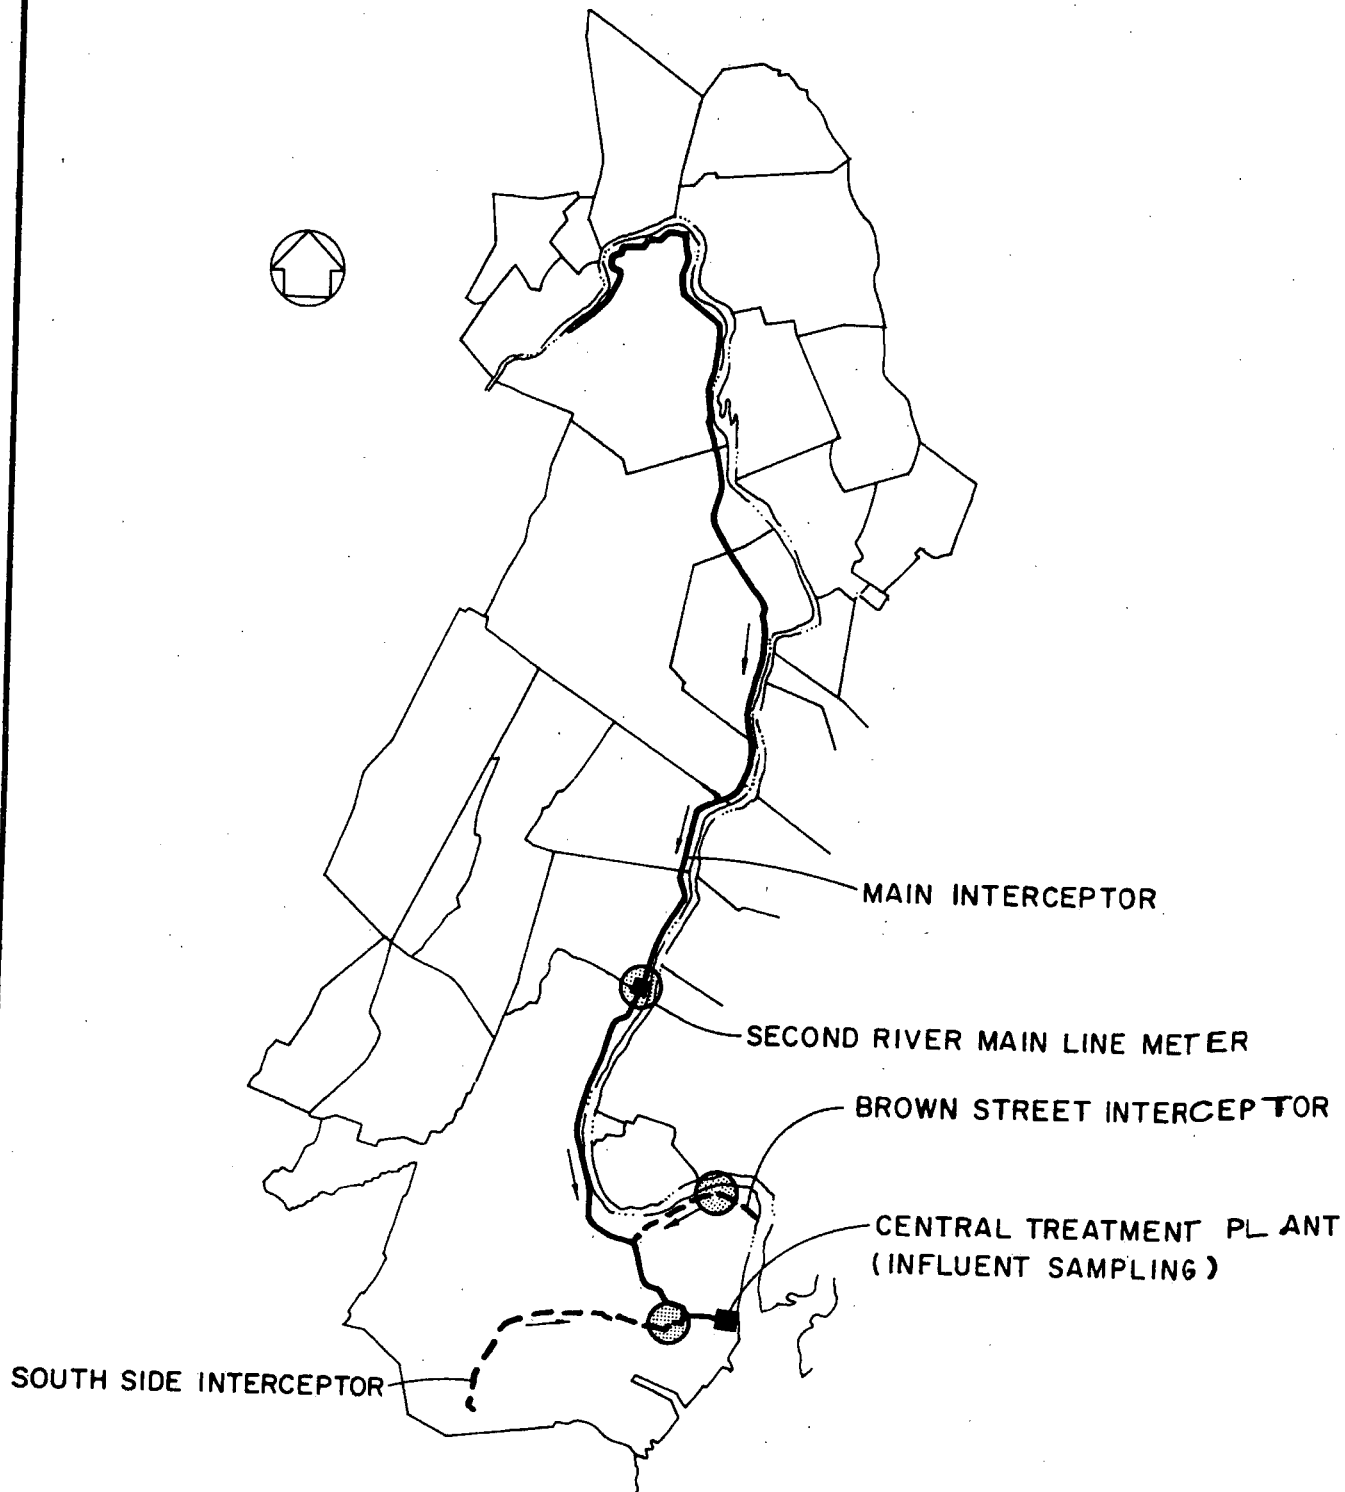 MAIN INTERCEPTOR
SECOND RIVER MAIN LINE METER
BROWN STREET INTERCEPTOR
CENTRAL TREATMENT PLANT
(INFLUENT SAMPLING)
SOUTH SIDE INTERCEPTOR